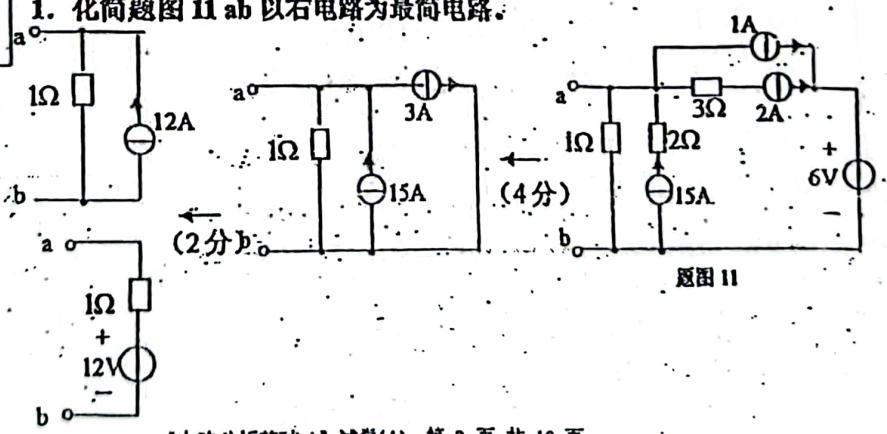 1. 化简题图 11 ab 以右电路为最简电路。
a
1Ω
12A
b
a
1Ω
15A
3A
b
(2分)
a
1Ω
12V
+
−
b
(4分)
a
1Ω
2Ω
15A
3Ω
2A
1A
+
6V
−
b
题图 11